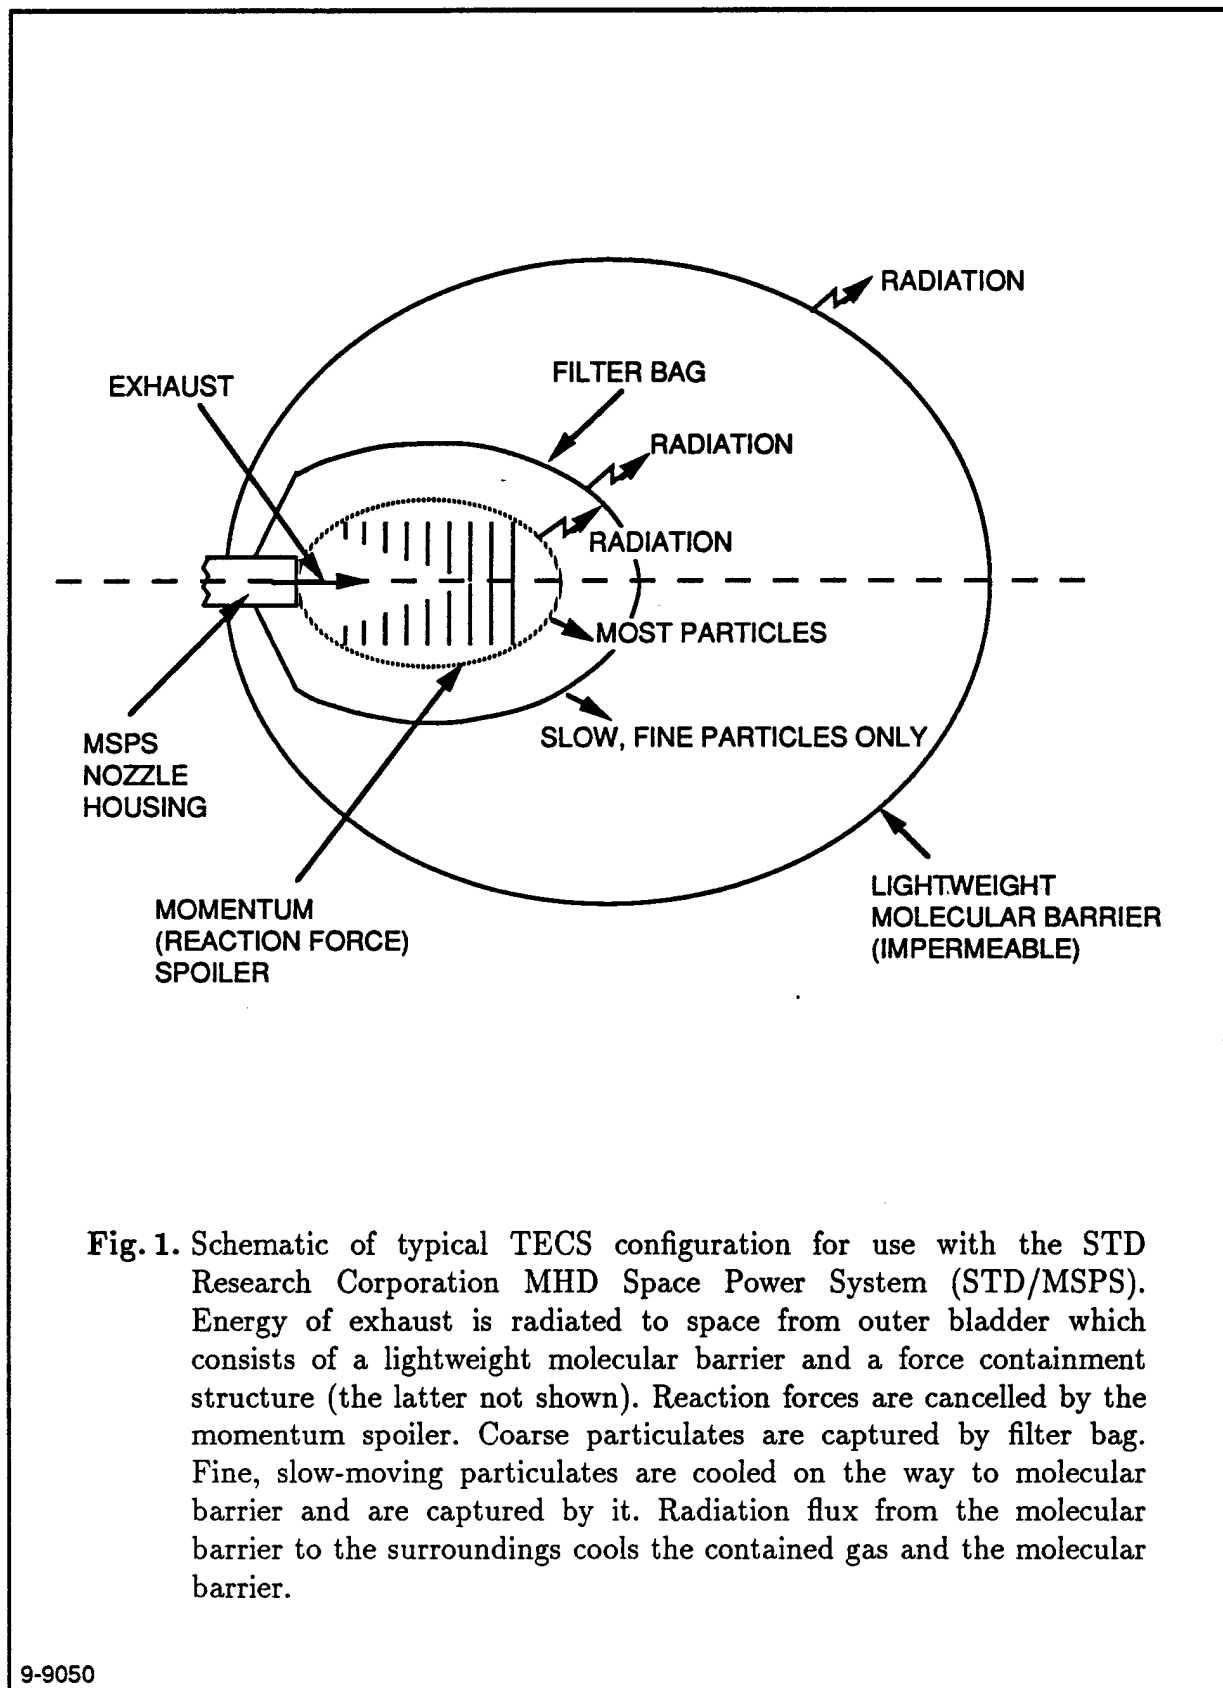 RADIATION
EXHAUST
FILTER BAG
RADIATION
RADIATION
MOST PARTICLES
SLOW, FINE PARTICLES ONLY
MSPS
NOZZLE
HOUSING
MOMENTUM
(REACTION FORCE)
SPOILER
LIGHTWEIGHT
MOLECULAR BARRIER
(IMPERMEABLE)
Fig. 1. Schematic of typical TECS configuration for use with the STD
Research Corporation MHD Space Power System (STD/MSPS).
Energy of exhaust is radiated to space from outer bladder which
consists of a lightweight molecular barrier and a force containment
structure (the latter not shown). Reaction forces are cancelled by the
momentum spoiler. Coarse particulates are captured by filter bag.
Fine, slow-moving particulates are cooled on the way to molecular
barrier and are captured by it. Radiation flux from the molecular
barrier to the surroundings cools the contained gas and the molecular
barrier.
9-9050